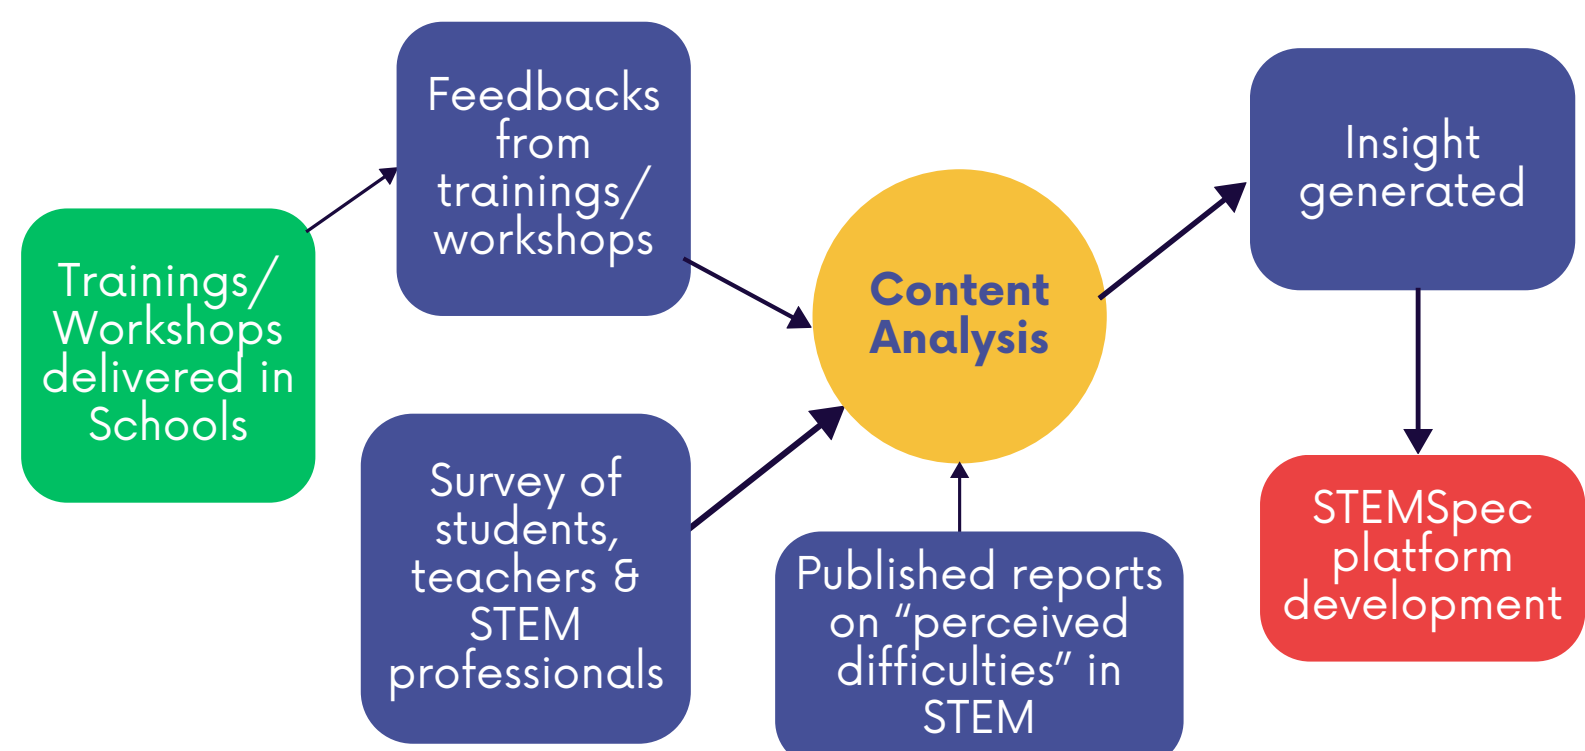 Trainings/
Workshops
delivered in
Schools
Feedbacks
from
trainings/
workshops
Survey of
students,
teachers &
STEM
professionals
Published reports
on “perceived
difficulties” in
STEM
Content
Analysis
Insight
generated
STEMSpec
platform
development